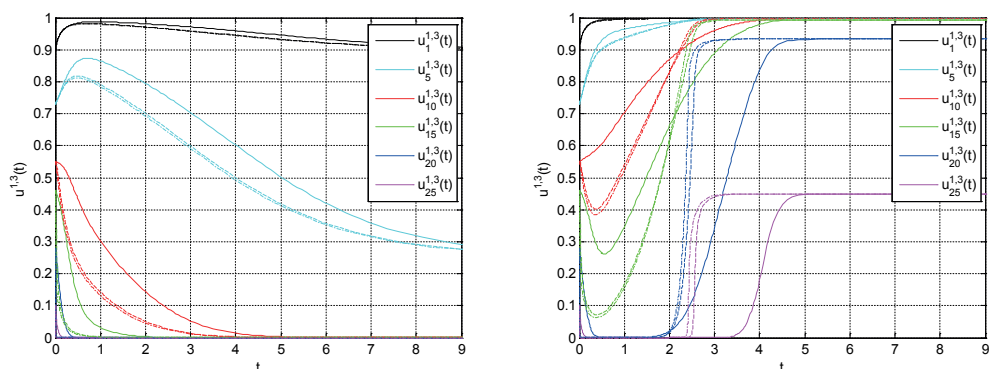 1
0.9
0.8
0.7
0.6
0.5
0.4
0.3
0.2
0.1
0
u^{1,3}(t)
0 1 2 3 4 5 6 7 8 9
t
u_1^{1,3}(t)
u_5^{1,3}(t)
u_{10}^{1,3}(t)
u_{15}^{1,3}(t)
u_{20}^{1,3}(t)
u_{25}^{1,3}(t)
1
0.9
0.8
0.7
0.6
0.5
0.4
0.3
0.2
0.1
0
u^{1,3}(t)
0 1 2 3 4 5 6 7 8 9
t
u_1^{1,3}(t)
u_5^{1,3}(t)
u_{10}^{1,3}(t)
u_{15}^{1,3}(t)
u_{20}^{1,3}(t)
u_{25}^{1,3}(t)